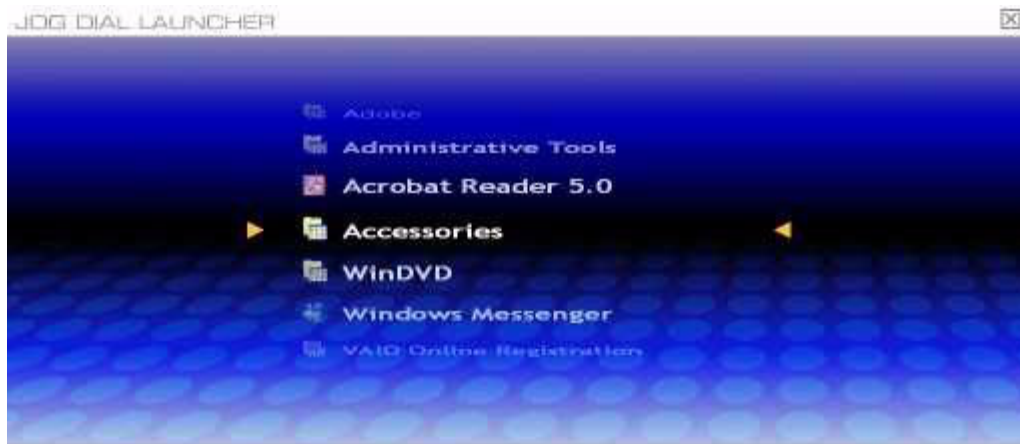 JOG DIAL LAUNCHER
Adobe
Administrative Tools
Acrobat Reader 5.0
Accessories
WinDVD
Windows Messenger
VAIO Online Registration